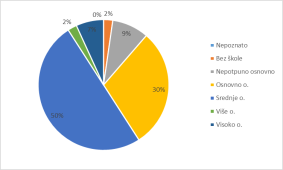 0%
2%
2%
9%
30%
50%
Nepoznato
Bez škole
Nepotpuno osnovno
Osnovno o.
Srednje o.
Više o.
Visoko o.